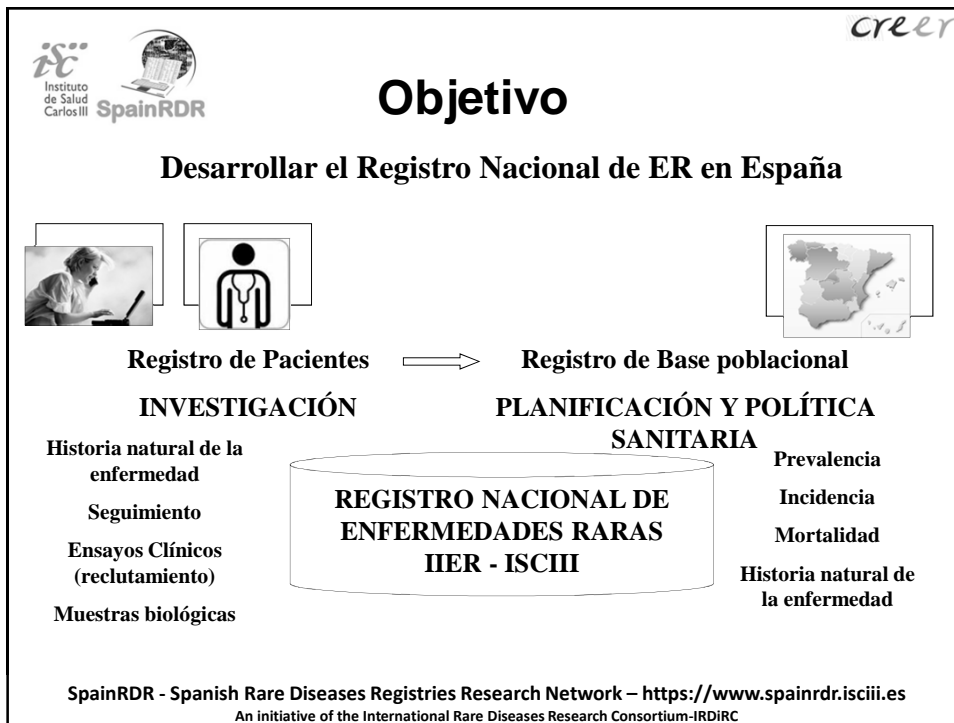 creer
isc
Instituto
de Salud
Carlos III
SpainRDR
Objetivo
Desarrollar el Registro Nacional de ER en España
Registro de Pacientes
Registro de Base poblacional
INVESTIGACIÓN
PLANIFICACIÓN Y POLÍTICA
SANITARIA
Historia natural de la
enfermedad
Seguimiento
Ensayos Clínicos
(reclutamiento)
Muestras biológicas
REGISTRO NACIONAL DE
ENFERMEDADES RARAS
IIER - ISCIII
Prevalencia
Incidencia
Mortalidad
Historia natural de
la enfermedad
SpainRDR - Spanish Rare Diseases Registries Research Network – https://www.spainrdr.isciii.es
An initiative of the International Rare Diseases Research Consortium-IRDiRC